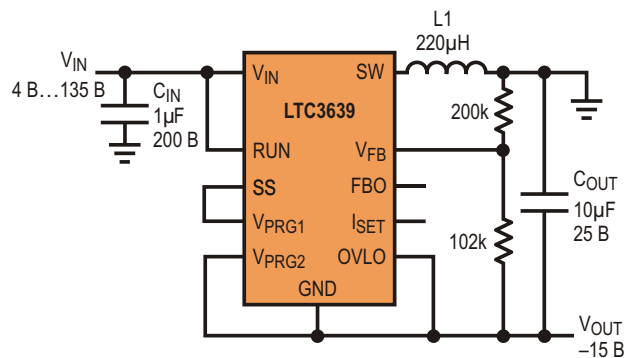 L1
220µH
V_IN
4 В…135 В
C_IN
1µF
200 В
V_IN
SW
LTC3639
200k
RUN
V_FB
SS
FBO
C_OUT
10µF
25 В
V_PRG1
I_SET
V_PRG2
OVLO
102k
GND
V_OUT
–15 В